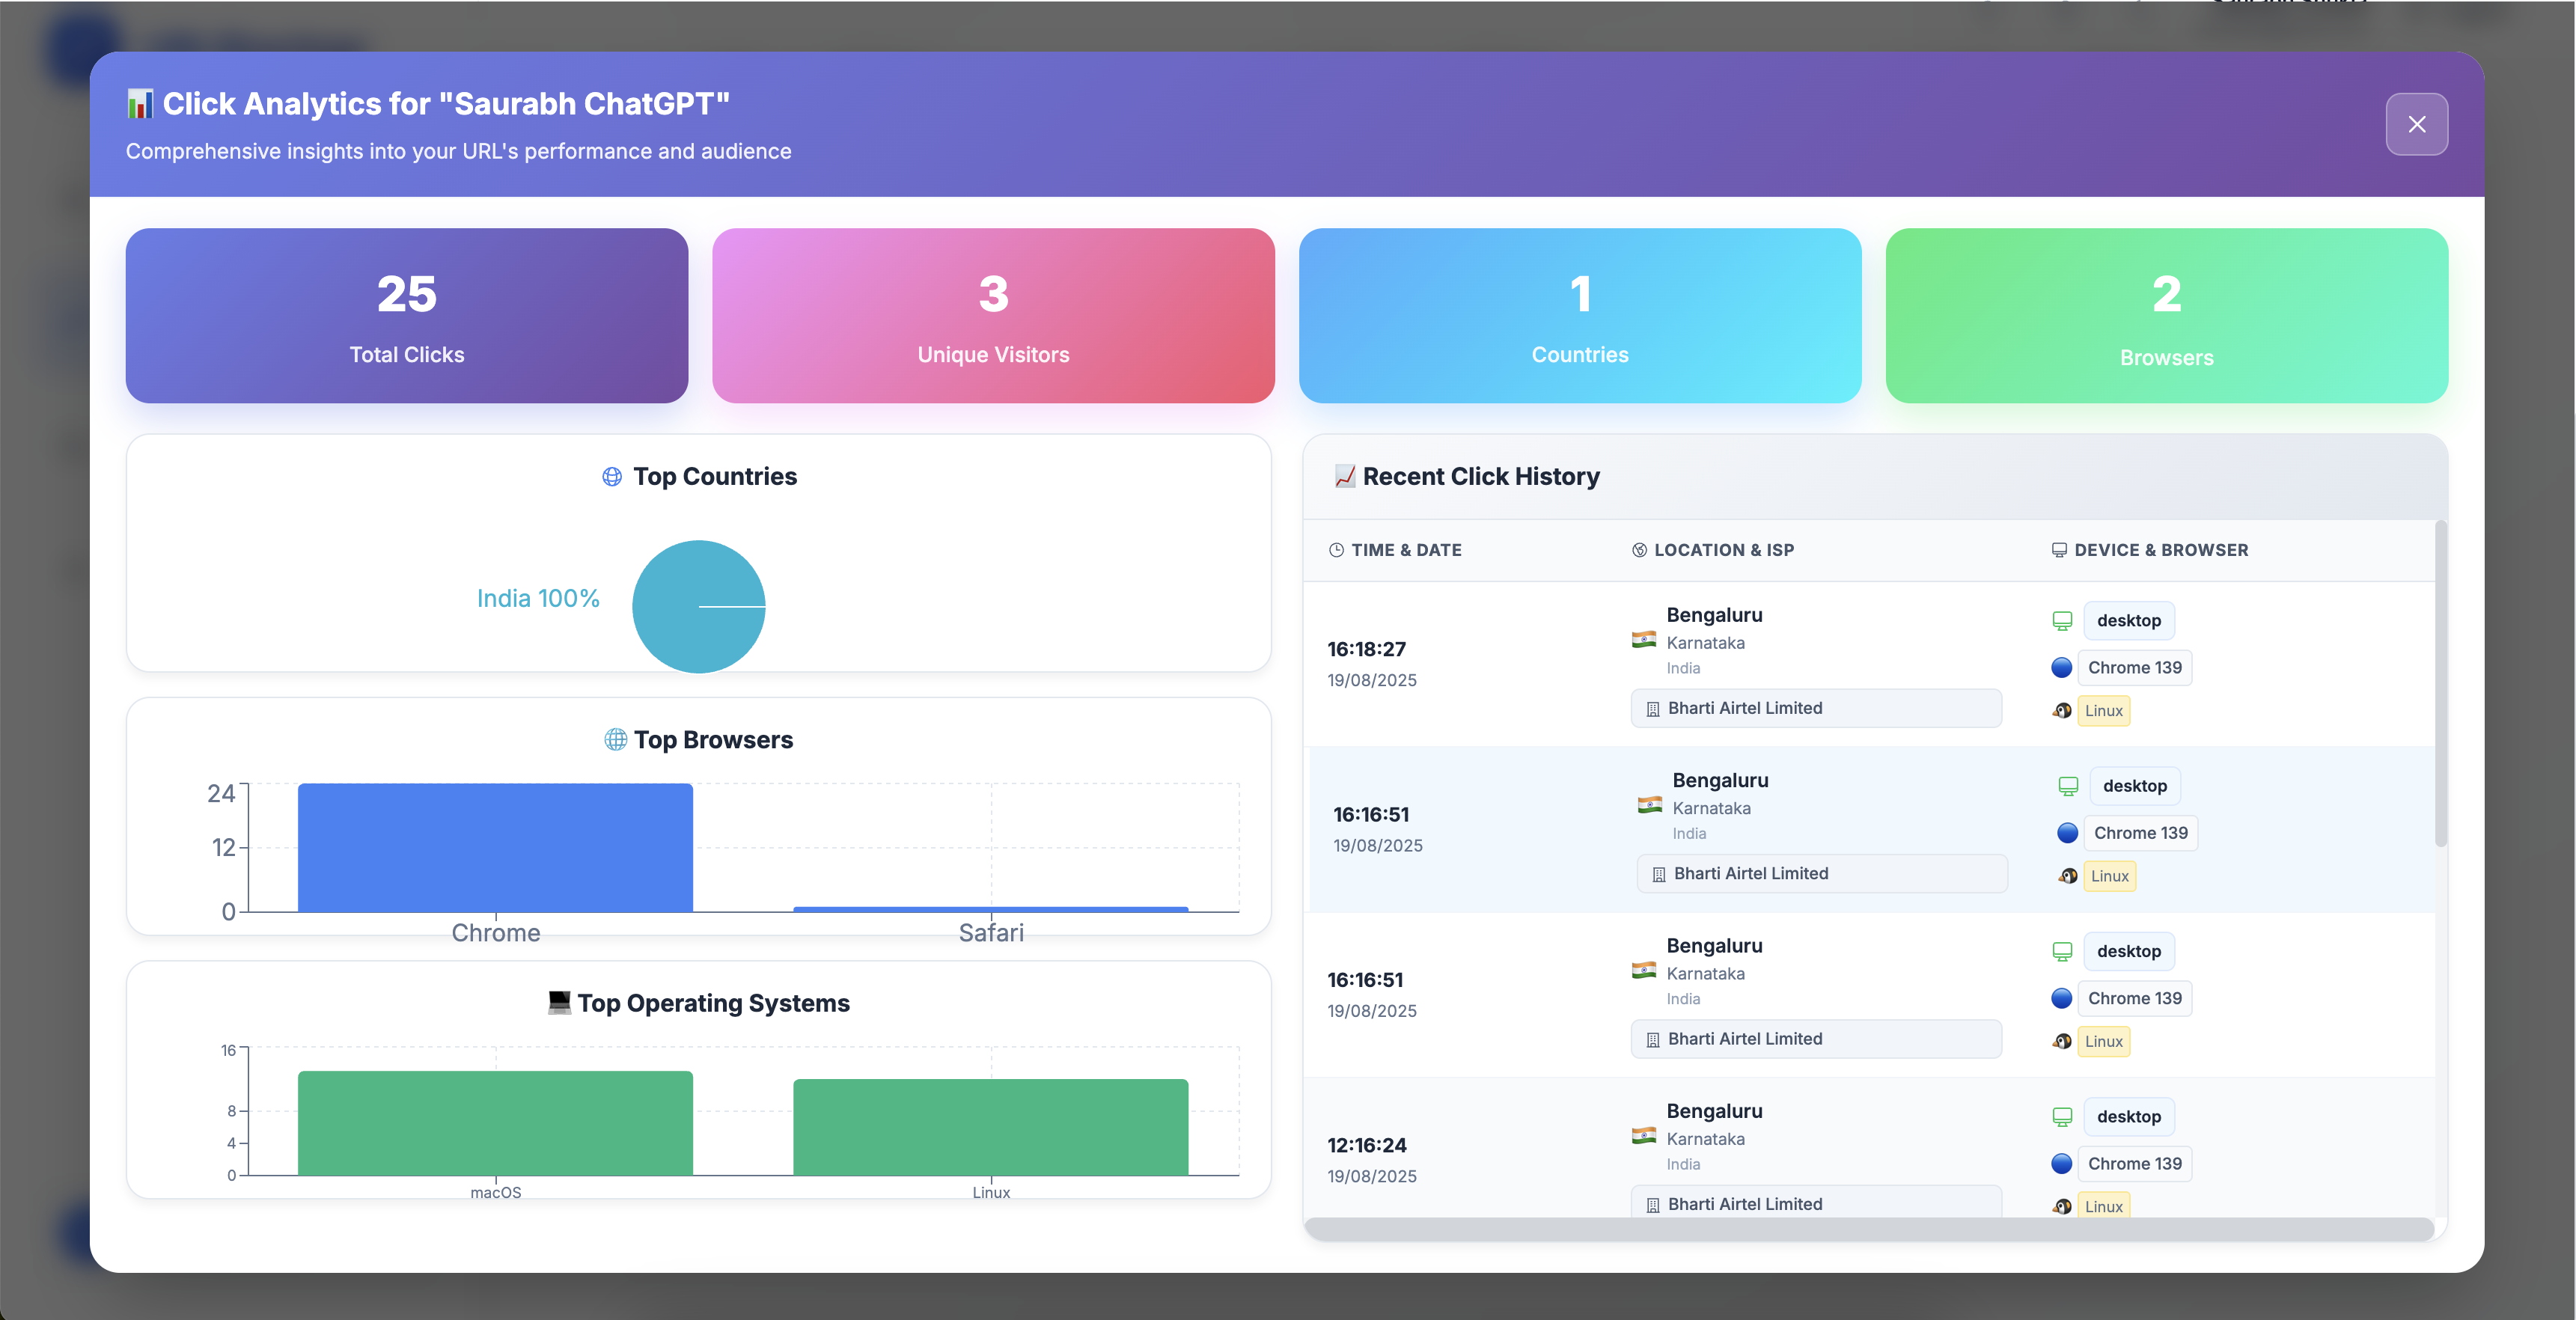 Click Analytics for "Saurabh ChatGPT"
Comprehensive insights into your URL's performance and audience
25
Total Clicks
3
Unique Visitors
1
Countries
2
Browsers
Top Countries
India 100%
Top Browsers
24
12
0
Chrome
Safari
Top Operating Systems
16
8
4
0
macOS
Linux
Recent Click History
TIME & DATE
LOCATION & ISP
DEVICE & BROWSER
16:18:27
19/08/2025
Bengaluru
Karnataka
India
Bharti Airtel Limited
desktop
Chrome 139
Linux
16:16:51
19/08/2025
Bengaluru
Karnataka
India
Bharti Airtel Limited
desktop
Chrome 139
Linux
16:16:51
19/08/2025
Bengaluru
Karnataka
India
Bharti Airtel Limited
desktop
Chrome 139
Linux
12:16:24
19/08/2025
Bengaluru
Karnataka
India
Bharti Airtel Limited
desktop
Chrome 139
Linux